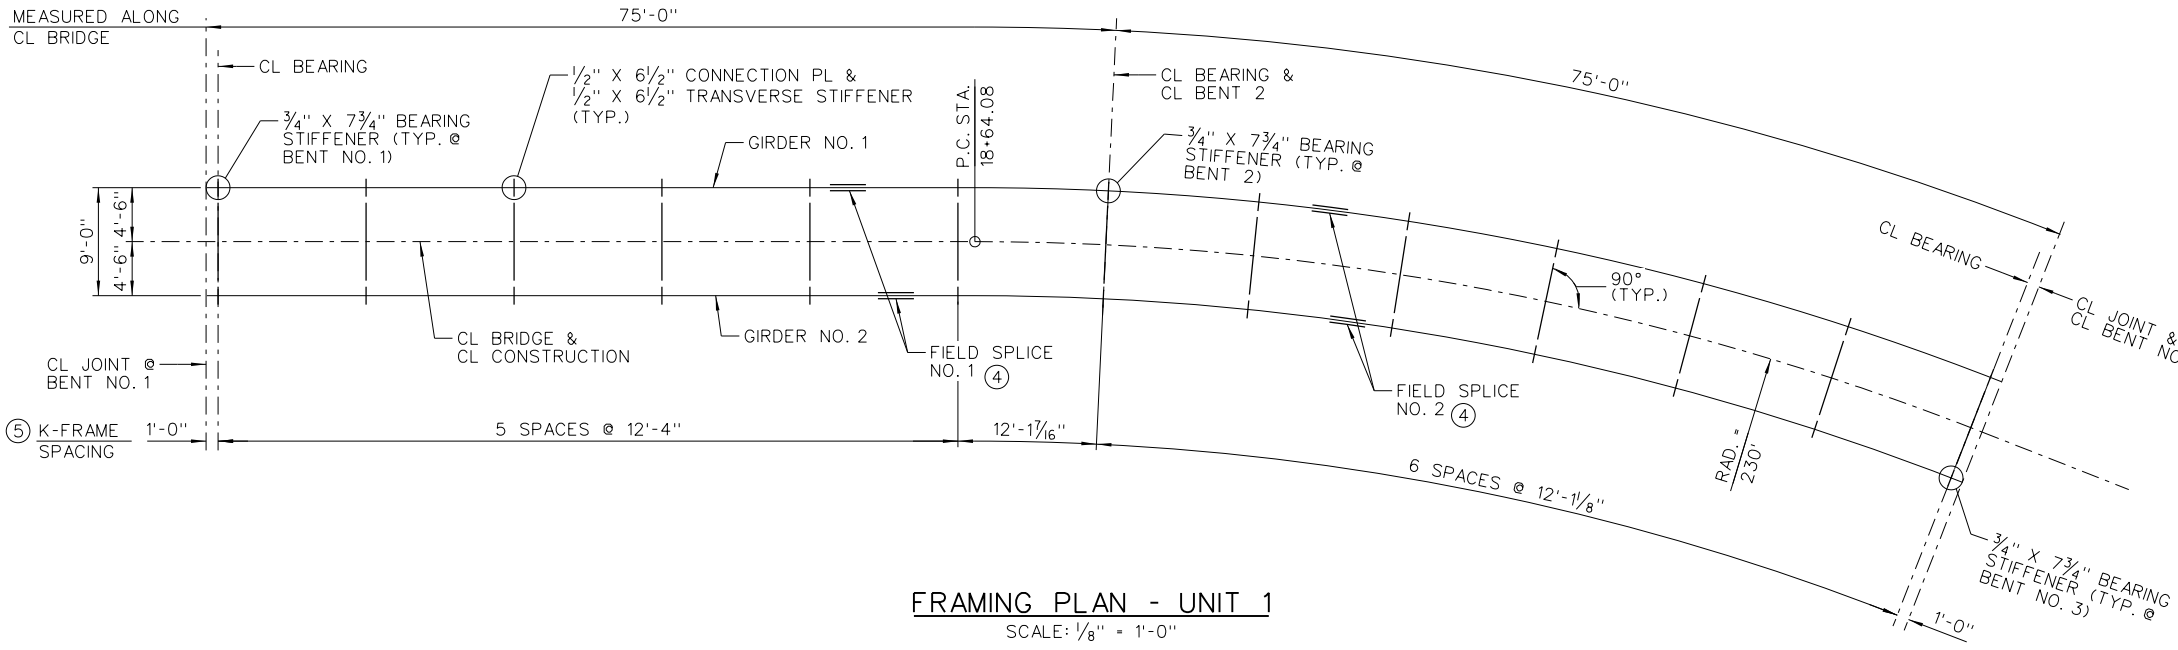 MEASURED ALONG
CL BRIDGE
75'-0"
CL BEARING
1/2" X 6 1/2" CONNECTION PL &
1/2" X 6 1/2" TRANSVERSE STIFFENER
(TYP.)
3/4" X 7 3/4" BEARING
STIFFENER (TYP. @
BENT NO. 1)
GIRDER NO. 1
P.C. STA.
18+64.08
CL BEARING &
CL BENT 2
75'-0"
3/4" X 7 3/4" BEARING
STIFFENER (TYP. @
BENT 2)
9'-0"
4'-6"
4'-6"
CL BEARING
CL JOINT &
CL BENT NO
90°
(TYP.)
CL BRIDGE &
CL CONSTRUCTION
GIRDER NO. 2
FIELD SPLICE
NO. 1 4
CL JOINT @
BENT NO. 1
FIELD SPLICE
NO. 2 4
RAD. =
230'
5 K-FRAME
SPACING
1'-0"
5 SPACES @ 12'-4"
12'-1 7/16"
6 SPACES @ 12'-1 1/8"
1'-0"
3/4" X 7 3/4" BEARING
STIFFENER (TYP. @
BENT NO. 3)
FRAMING PLAN - UNIT 1
SCALE: 1/8" = 1'-0"